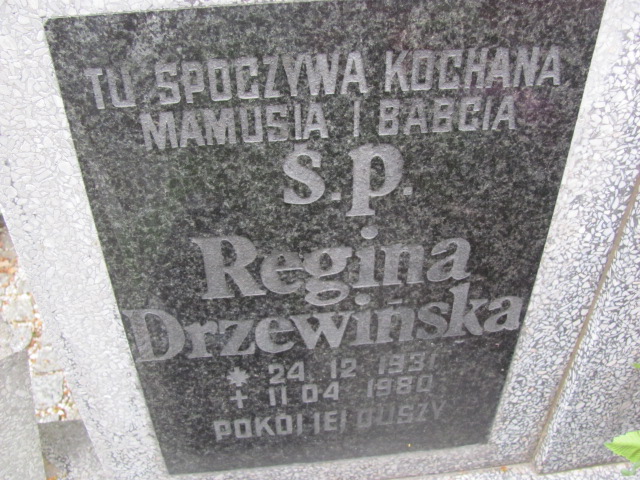 TU SPOCZYWA KOCHANA
MAMUSIA I BABCIA
ś.p.
Regina
Drzewińska
* 24 12 1931
+ 11 04 1980
POKÓJ JEJ DUSZY